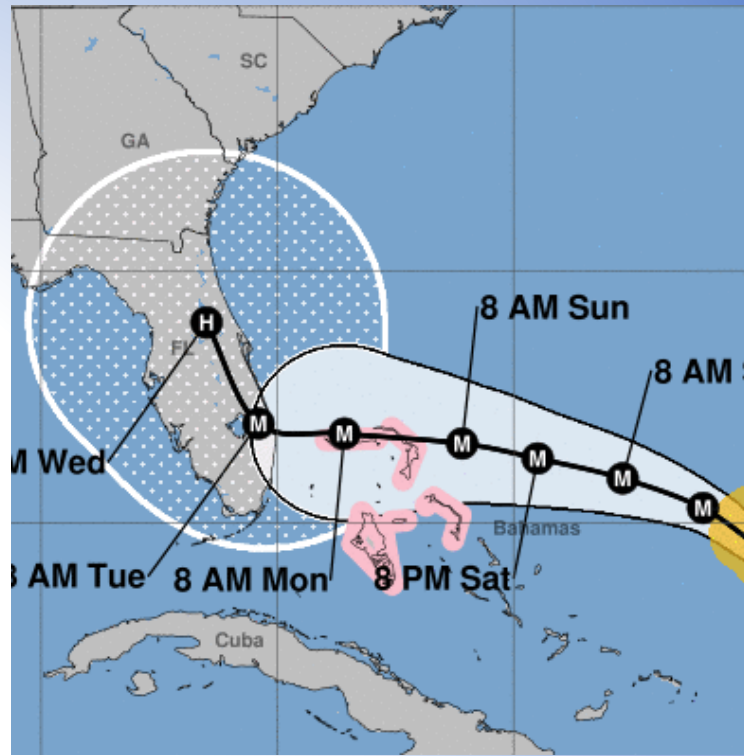 SC
GA
8 AM Sun
8 AM S
H
FL
M
M
M
M
M
M
M Wed
Bahamas
8 AM Tue
8 AM Mon
8 PM Sat
Cuba